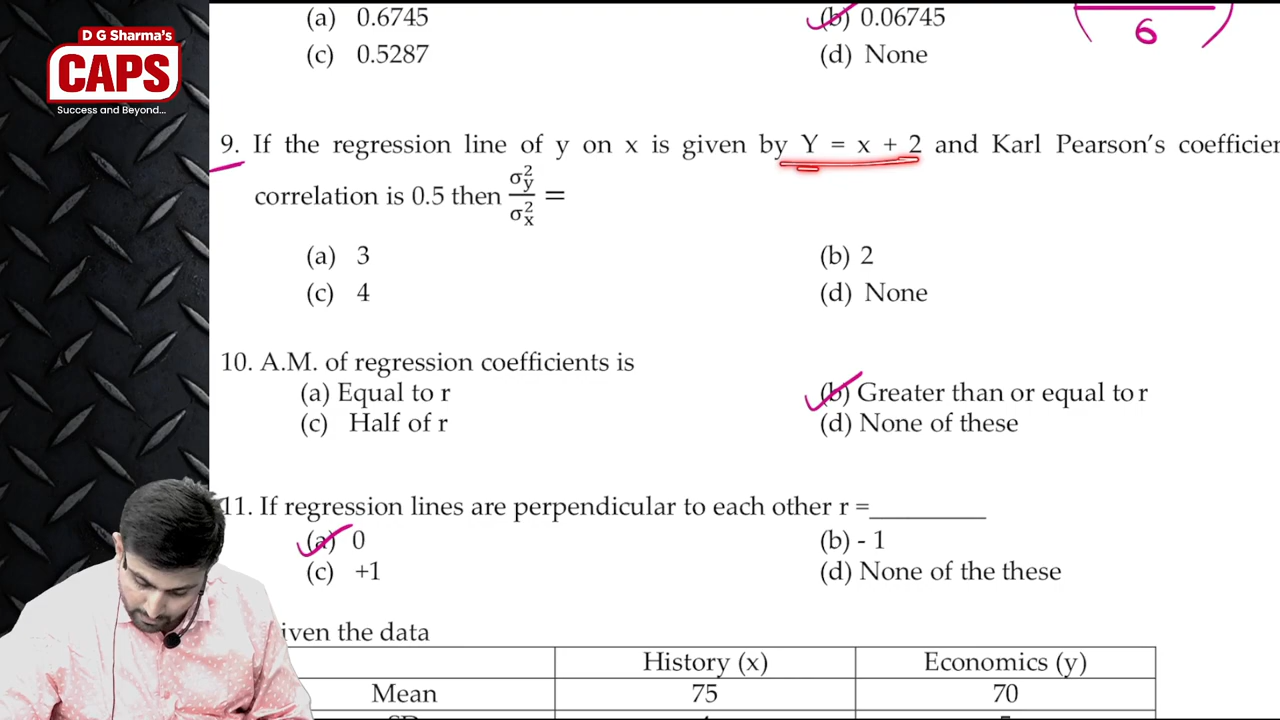 (a) 0.6745 (b) 0.06745
6
(c) 0.5287 (d) None
D G Sharma's
CAPS
Success and Beyond...
9. If the regression line of y on x is given by Y = x + 2 and Karl Pearson's coefficien
correlation is 0.5 then σ²y/σ²x =
(a) 3 (b) 2
(c) 4 (d) None
10. A.M. of regression coefficients is
(a) Equal to r (b) Greater than or equal to r
(c) Half of r (d) None of these
11. If regression lines are perpendicular to each other r =_________
(a) 0 (b) - 1
(c) +1 (d) None of the these
iven the data
History (x) Economics (y)
Mean 75 70